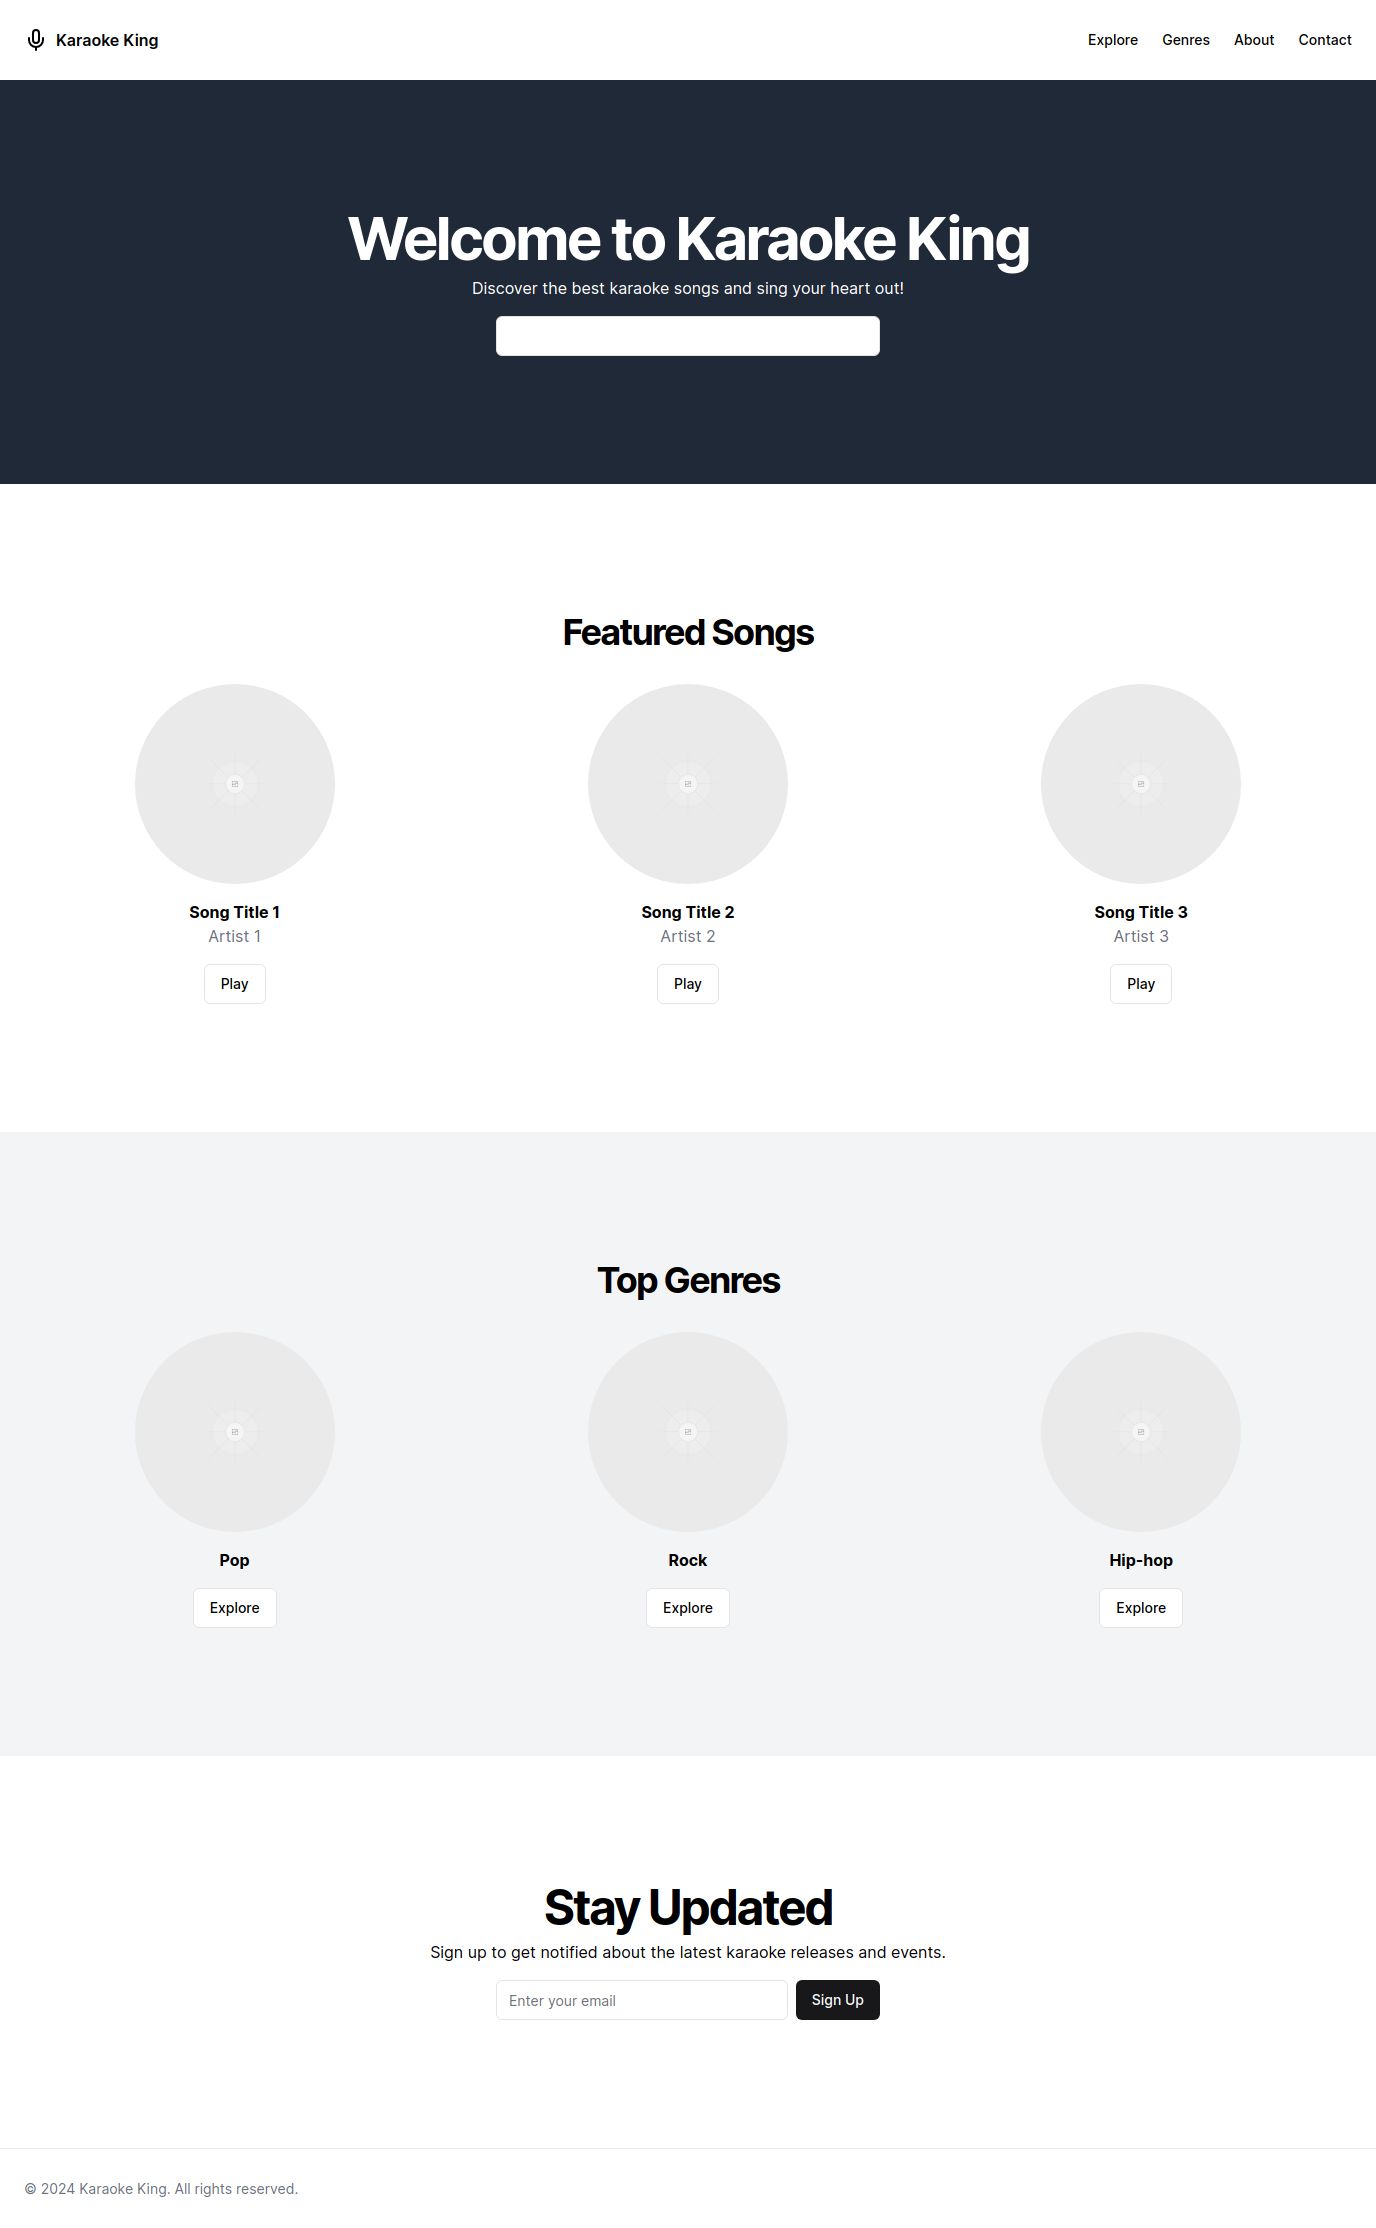 Karaoke King
Explore Genres About Contact
Welcome to Karaoke King
Discover the best karaoke songs and sing your heart out!
Featured Songs
Song Title 1
Artist 1
Play
Song Title 2
Artist 2
Play
Song Title 3
Artist 3
Play
Top Genres
Pop
Explore
Rock
Explore
Hip-hop
Explore
Stay Updated
Sign up to get notified about the latest karaoke releases and events.
Enter your email
Sign Up
© 2024 Karaoke King. All rights reserved.